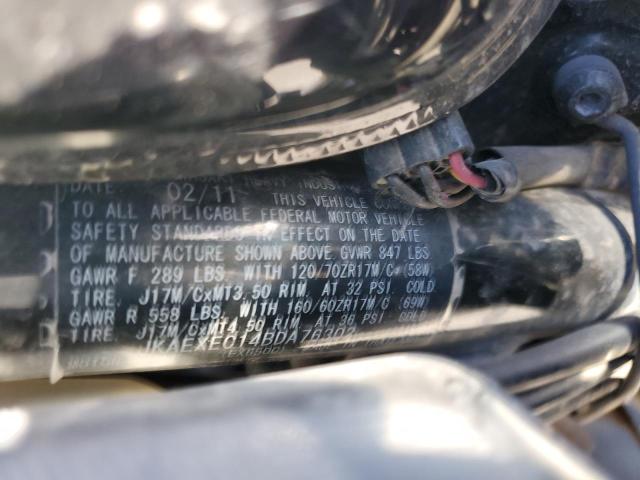 HEAVY INDUST
DATE: 02/11 THIS VEHICLE
TO ALL APPLICABLE FEDERAL MOTOR VEHICLE
SAFETY STANDARDS IN EFFECT ON THE DATE
OF MANUFACTURE SHOWN ABOVE. GVWR 847 LBS
GAWR F 289 LBS. WITH 120/70ZR17M/C (58W)
TIRE, J17M/CxMT3.50 RIM, AT 32 PSI COLD
GAWR R 558 LBS. WITH 160/60ZR17M/C (69W)
TIRE, J17M/CxMT4.50 RIM, AT 36 PSI COLD